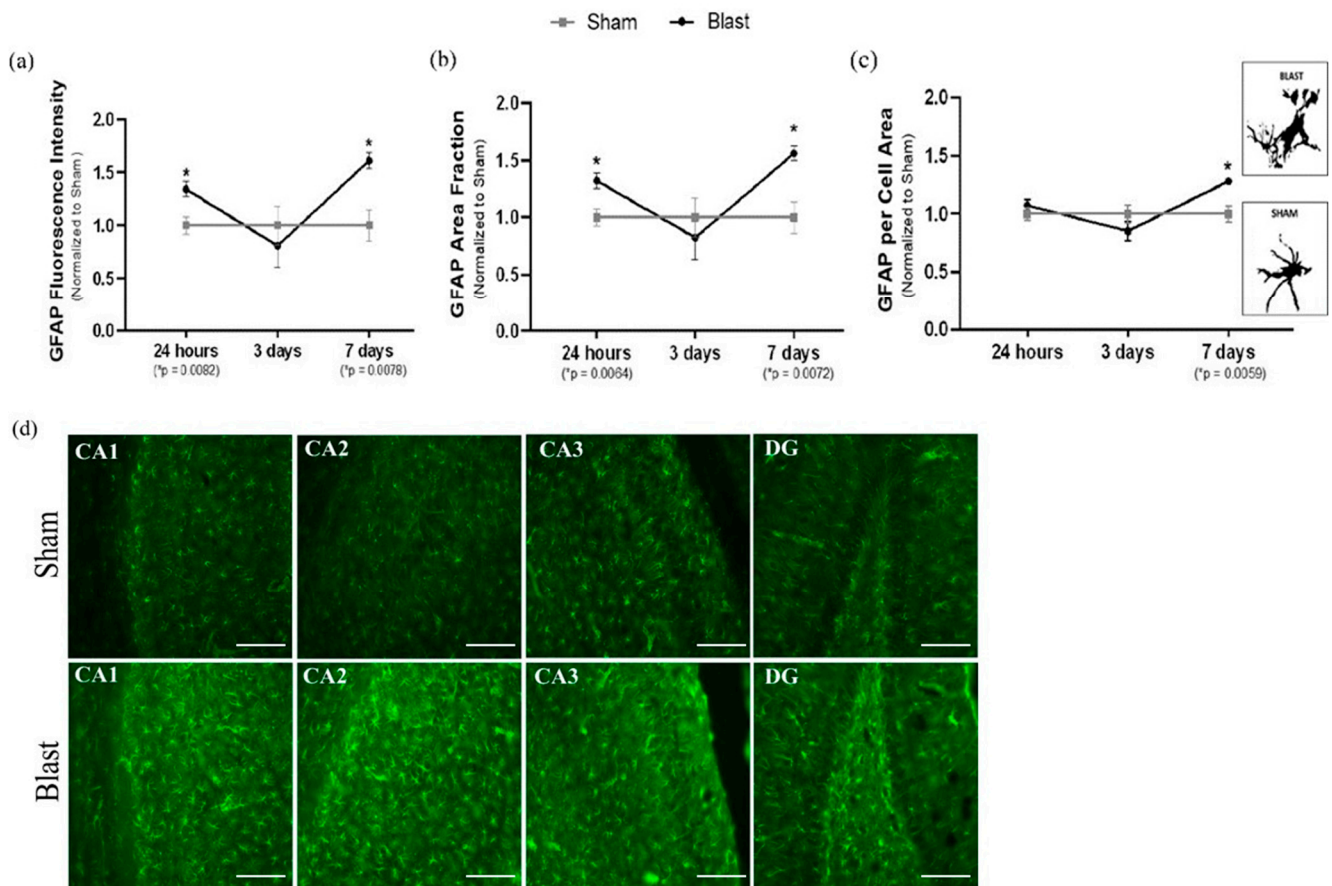 Sham Blast
(a)
GFAP Fluorescence Intensity
(Normalized to Sham)
2.0
1.5
1.0
0.5
0.0
*
*
24 hours 3 days 7 days
(*p = 0.0082) (*p = 0.0078)
(b)
GFAP Area Fraction
(Normalized to Sham)
2.0
1.5
1.0
0.5
0.0
*
*
24 hours 3 days 7 days
(*p = 0.0064) (*p = 0.0072)
(c)
GFAP per Cell Area
(Normalized to Sham)
2.0
1.5
1.0
0.5
0.0
*
24 hours 3 days 7 days
(*p = 0.0059)
BLAST
SHAM
(d)
Sham
CA1 CA2 CA3 DG
Blast
CA1 CA2 CA3 DG